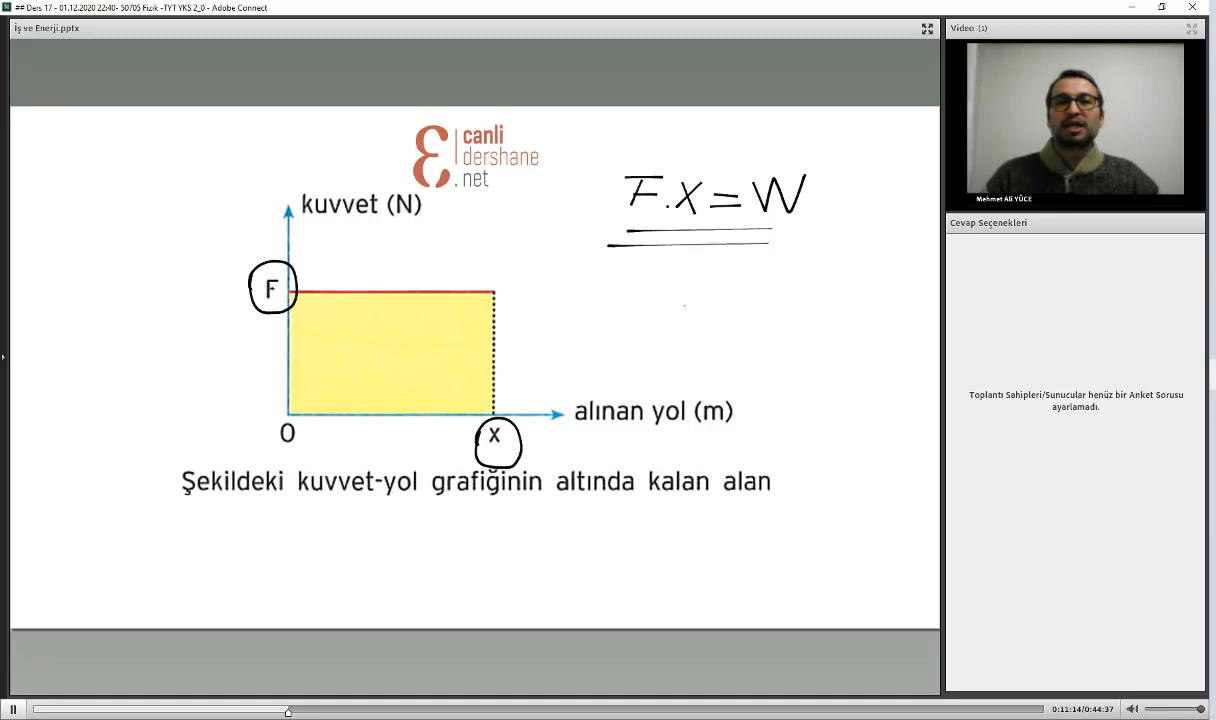 ## Ders 17 - 01.12.2020 22:40- 50705 Fizik -TYT YKS 2_0 - Adobe Connect
İş ve Enerji.pptx
Video (1)
canli
dershane
.net
F.X=W
kuvvet (N)
F
alınan yol (m)
O
x
Şekildeki kuvvet-yol grafiğinin altında kalan alan
Mehmet Ali YÜCE
Cevap Seçenekleri
Toplantı Sahipleri/Sunucular henüz bir Anket Sorusu
ayarlamadı.
0:11:14/0:44:37